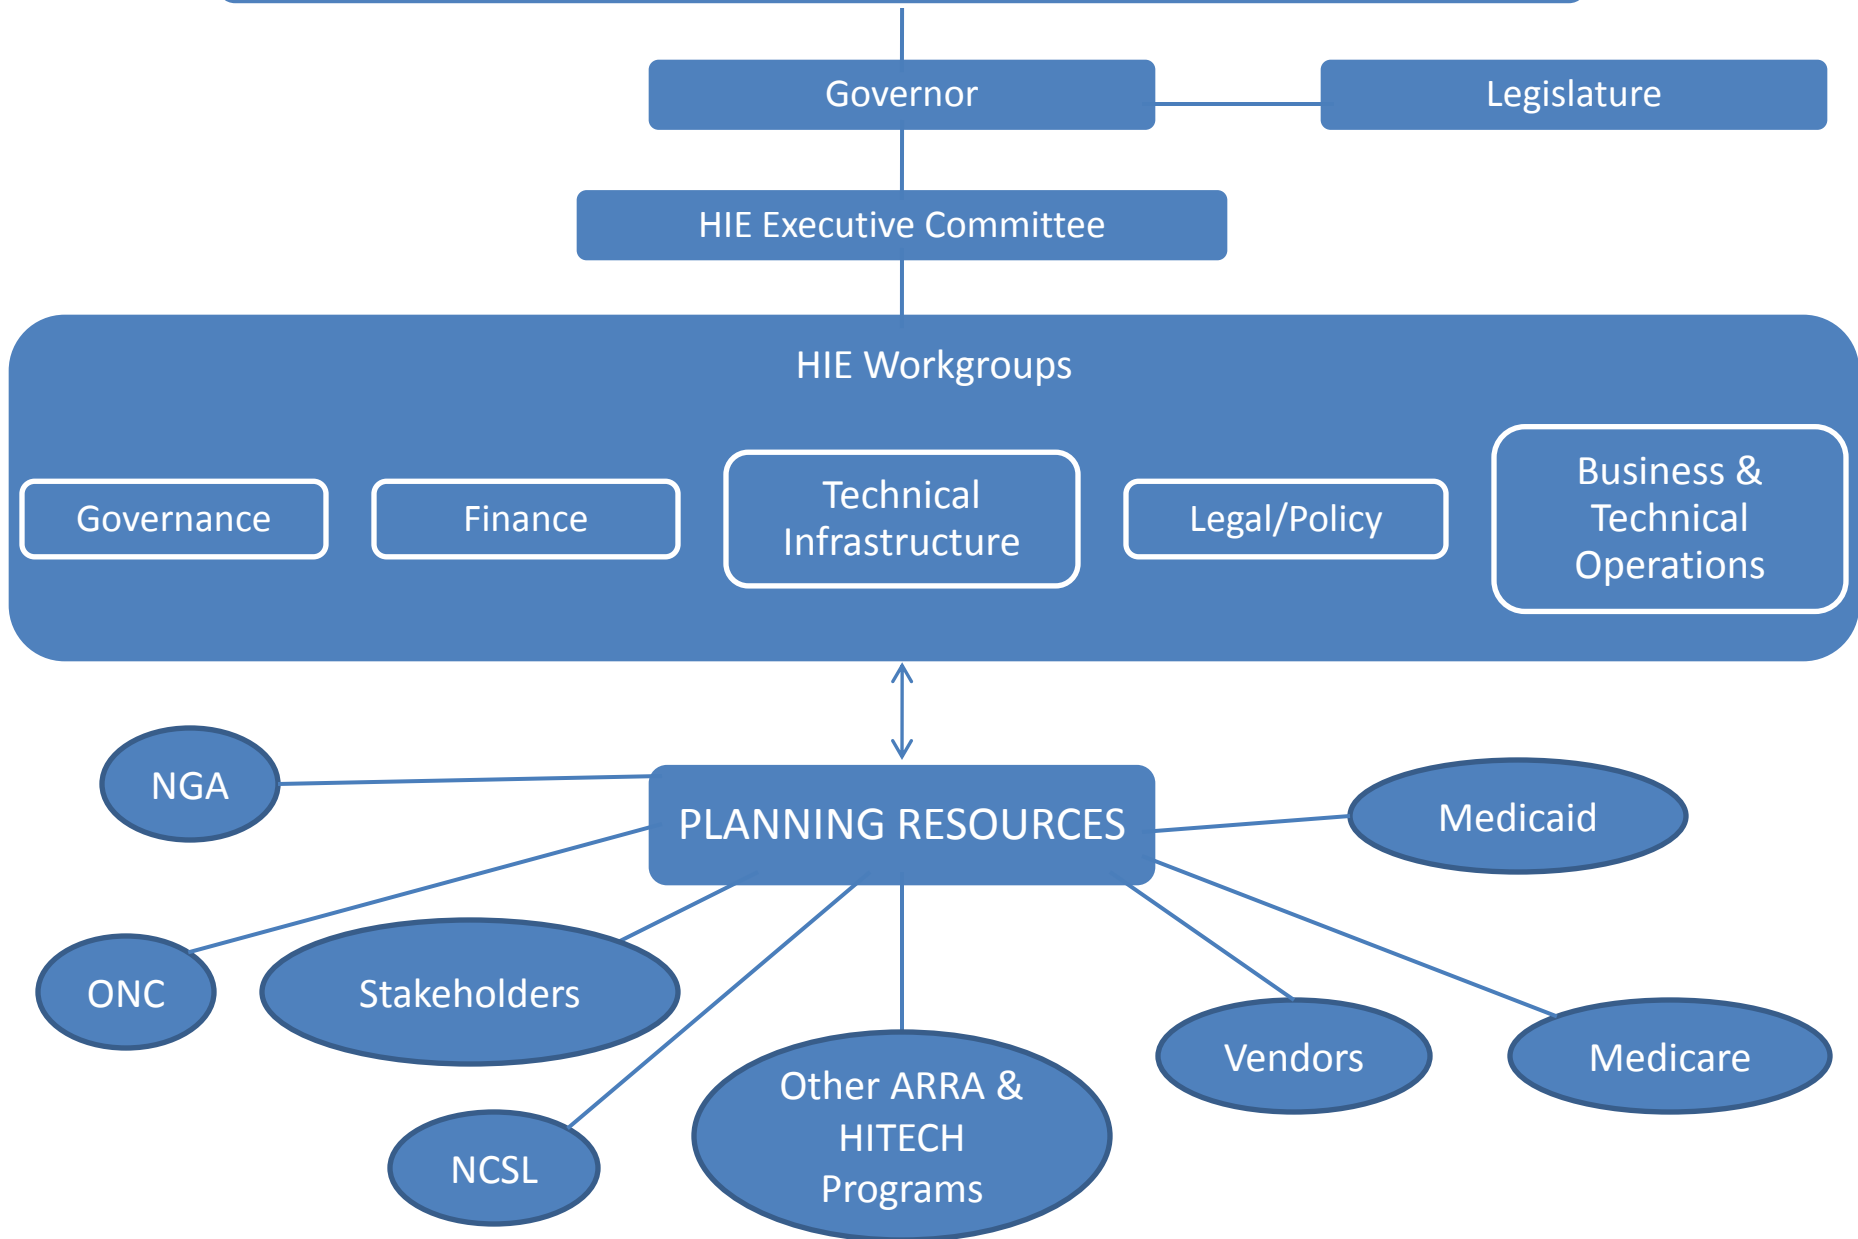 Governor
Legislature
HIE Executive Committee
HIE Workgroups
Governance
Finance
Technical
Infrastructure
Legal/Policy
Business &
Technical
Operations
NGA
PLANNING RESOURCES
Medicaid
ONC
Stakeholders
NCSL
Other ARRA &
HITECH
Programs
Vendors
Medicare